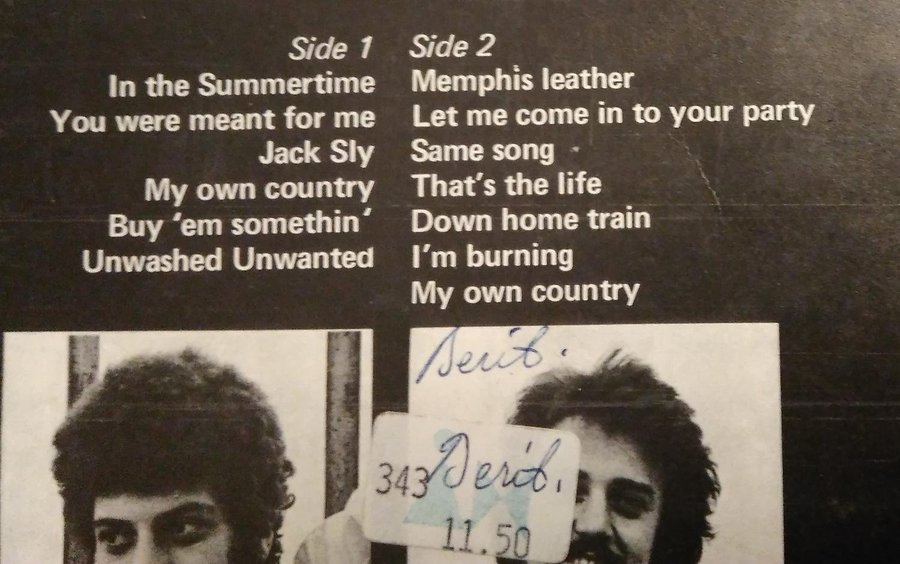 Side 1
In the Summertime
You were meant for me
Jack Sly
My own country
Buy ‘em somethin‘
Unwashed Unwanted
Side 2
Memphis leather
Let me come in to your party
Same song
That's the life
Down home train
I'm burning
My own country
Derit.
343 Derit.
11.50